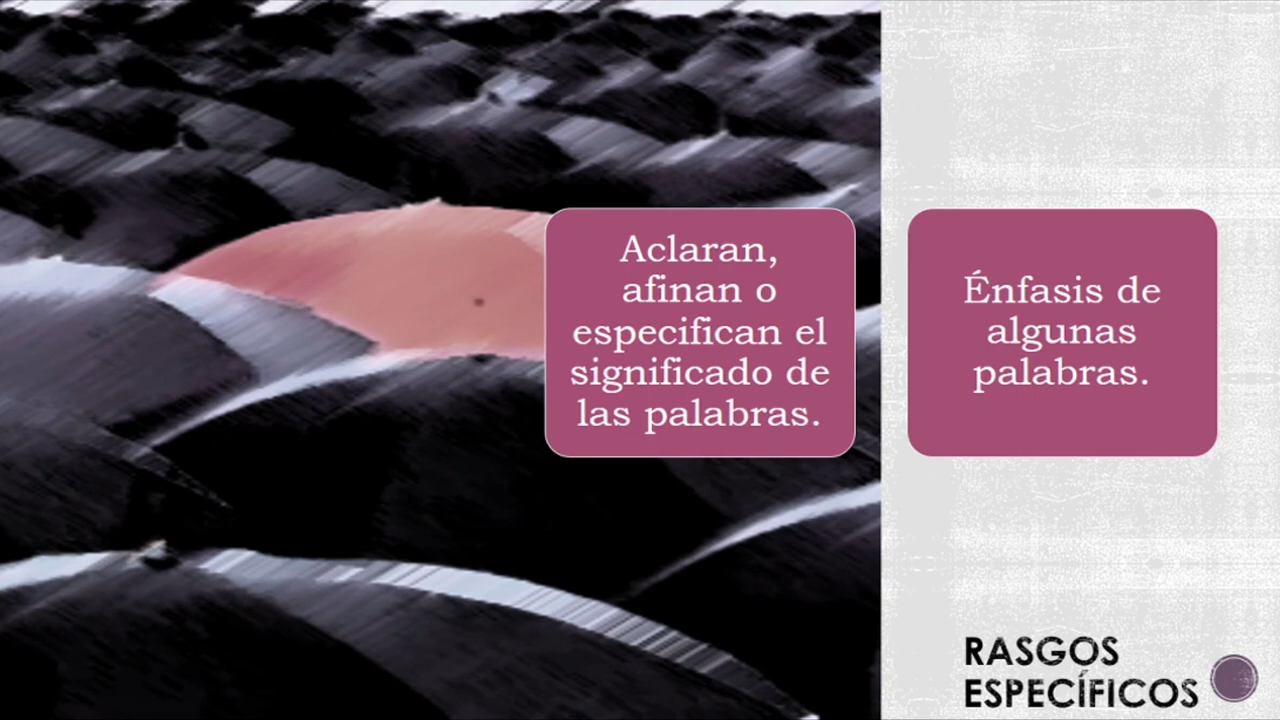 Aclaran,
afinan o
especifican el
significado de
las palabras.
Énfasis de
algunas
palabras.
RASGOS
ESPECÍFICOS